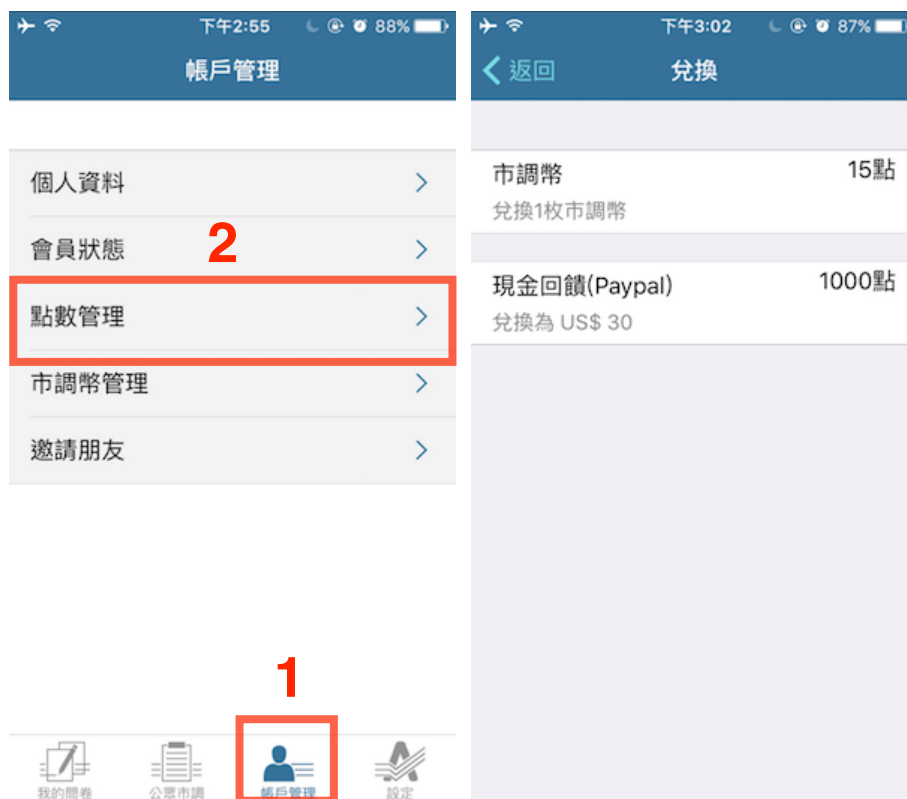 下午2:55
88%
帳戶管理
個人資料
會員狀態
2
點數管理
市調幣管理
邀請朋友
1
我的問卷
公眾市調
帳戶管理
設定
下午3:02
87%
返回
兌換
市調幣
15點
兌換1枚市調幣
現金回饋(Paypal)
1000點
兌換為 US$ 30